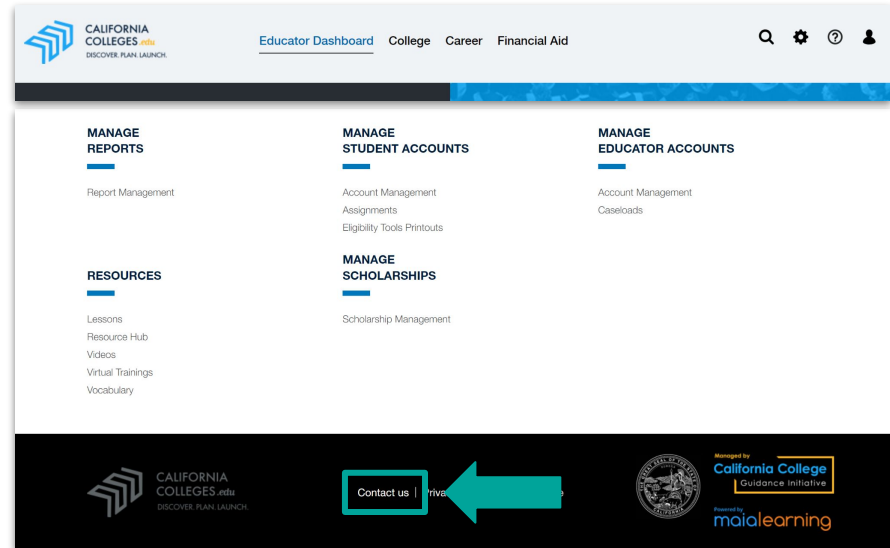 CALIFORNIA
COLLEGES.edu
DISCOVER. PLAN. LAUNCH.
Educator Dashboard College Career Financial Aid
MANAGE
REPORTS
Report Management
MANAGE
STUDENT ACCOUNTS
Account Management
Assignments
Eligibility Tools Printouts
MANAGE
EDUCATOR ACCOUNTS
Account Management
Caseloads
RESOURCES
Lessons
Resource Hub
Videos
Virtual Trainings
Vocabulary
MANAGE
SCHOLARSHIPS
Scholarship Management
CALIFORNIA
COLLEGES.edu
DISCOVER. PLAN. LAUNCH.
Contact us |
Managed by
California College
Guidance Initiative
Powered by
maialearning